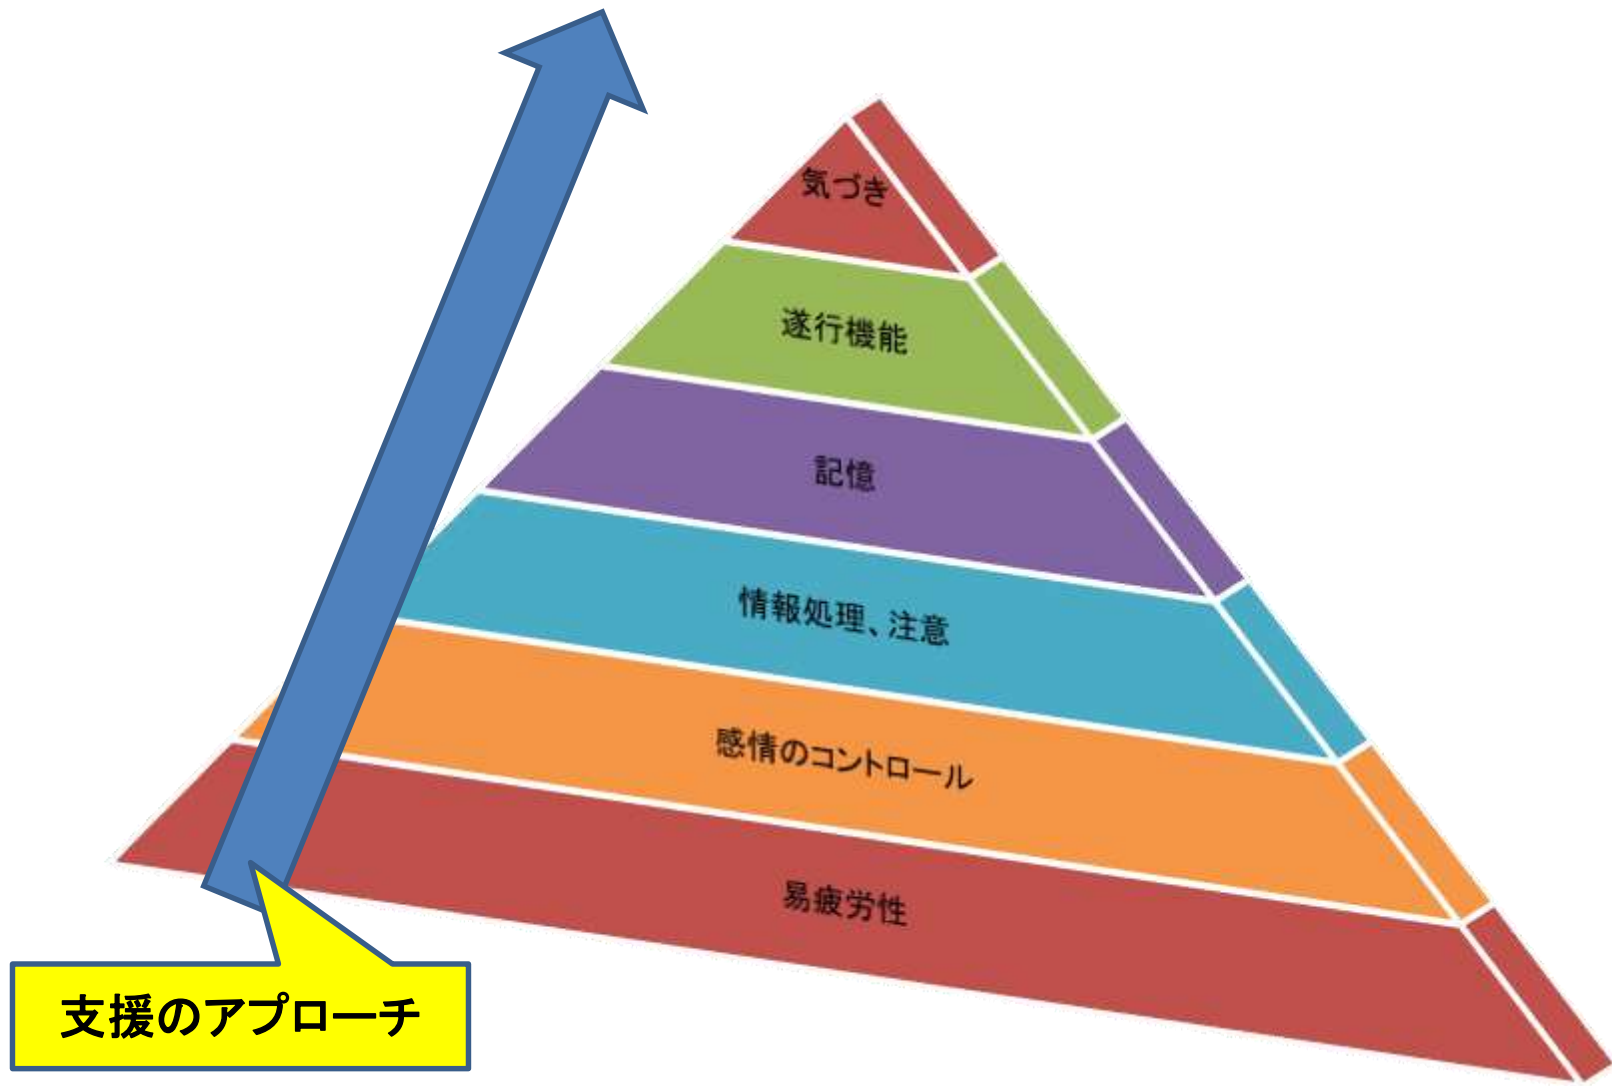 気づき
遂行機能
記憶
情報処理、注意
感情のコントロール
易疲労性
支援のアプローチ